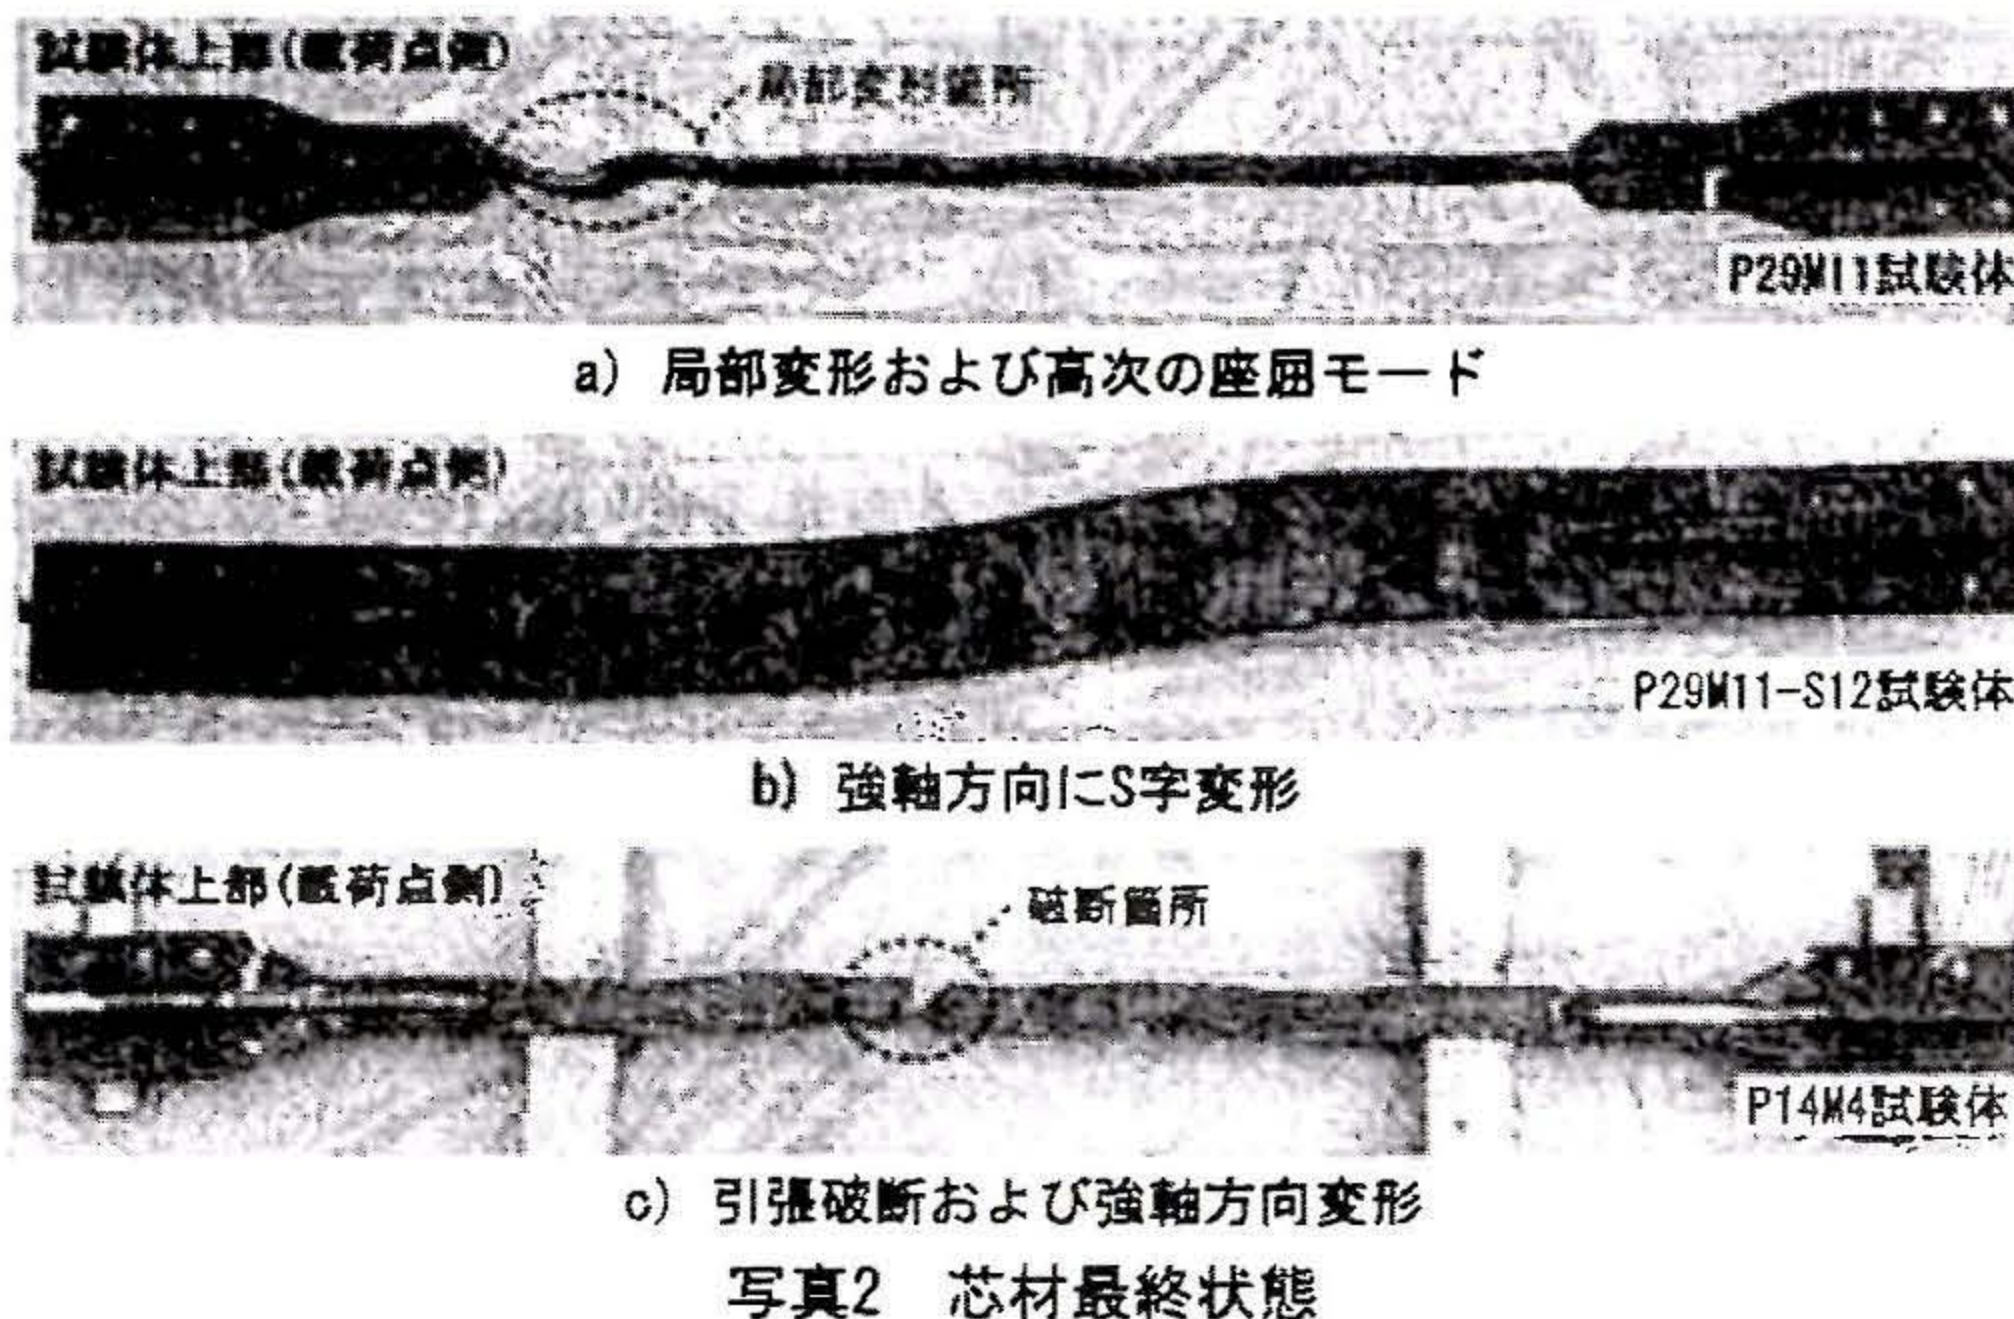 試験体上部(載荷点側)
局部変形箇所
P29M11試験体
a) 局部変形および高次の座屈モード
試験体上部(載荷点側)
P29M11-S12試験体
b) 強軸方向にS字変形
試験体上部(載荷点側)
破断箇所
P14M4試験体
c) 引張破断および強軸方向変形
写真2 芯材最終状態